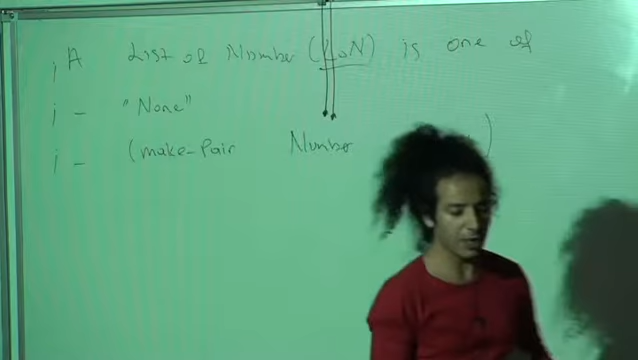 ; A List of Number (LoN) is one of
; - "None"
; - (make-Pair Number )